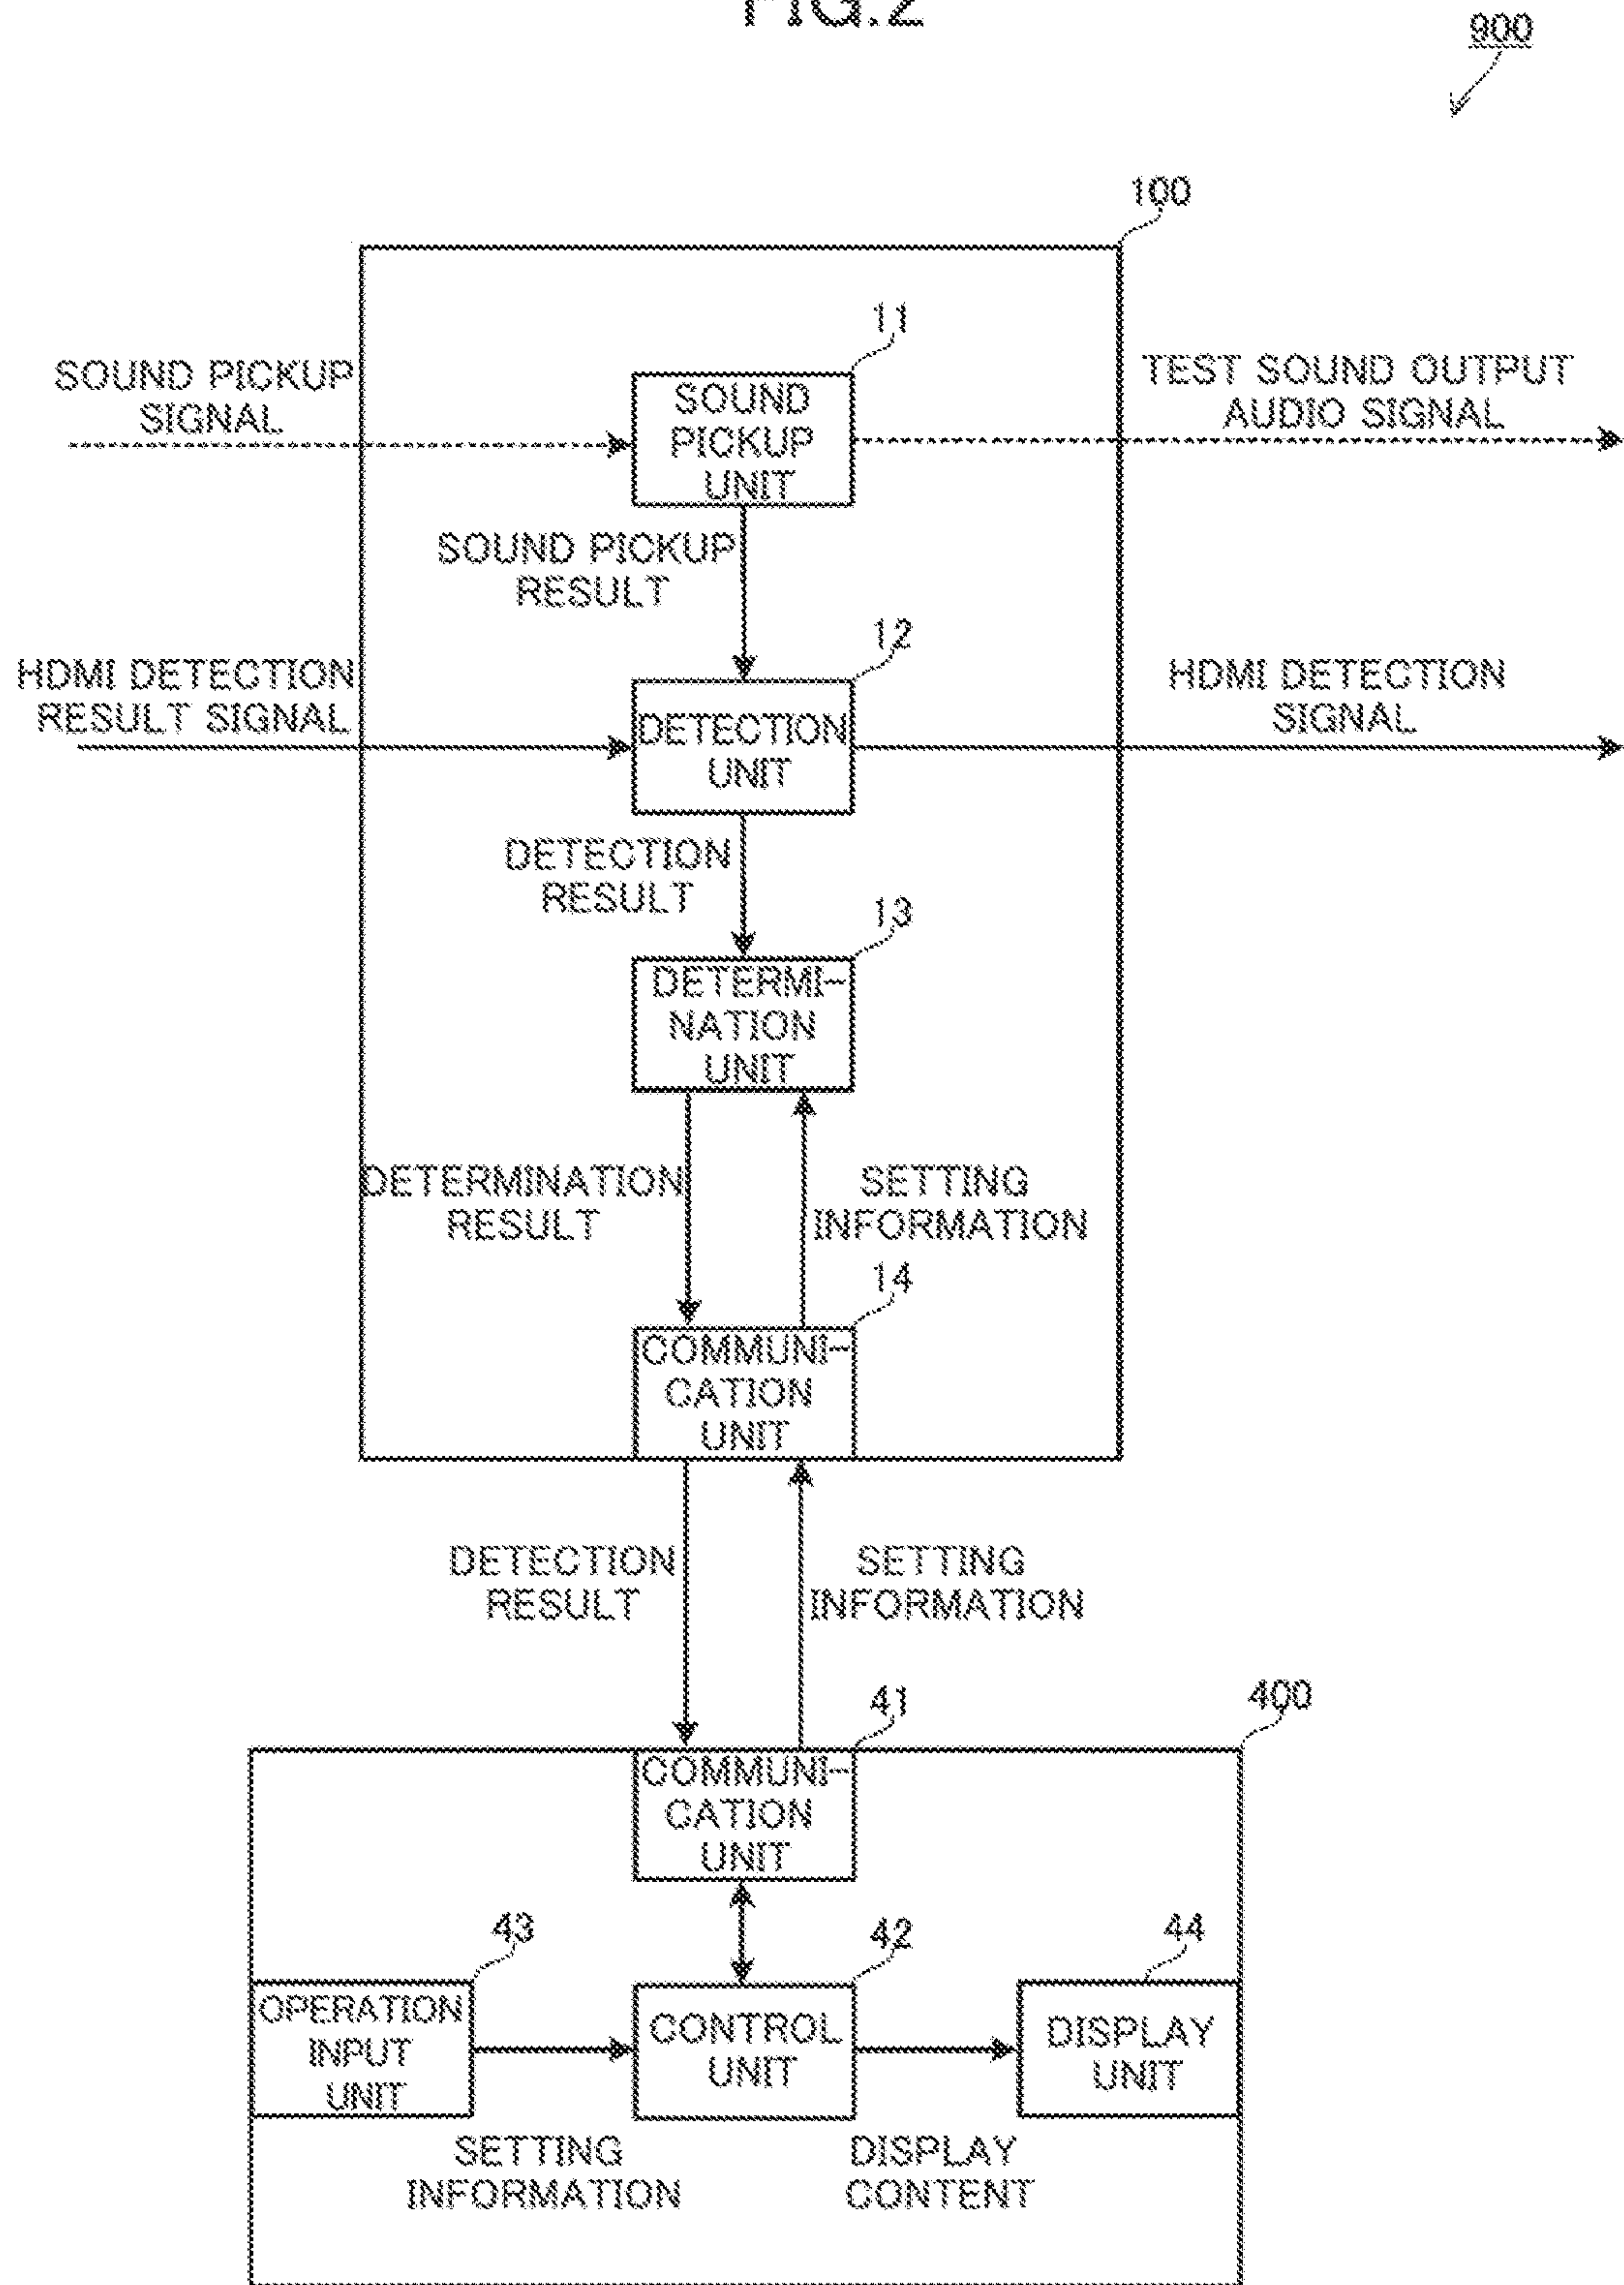 FIG.2
900
100
11
SOUND PICKUP
SIGNAL
SOUND
PICKUP
UNIT
TEST SOUND OUTPUT
AUDIO SIGNAL
SOUND PICKUP
RESULT
12
HDMI DETECTION
RESULT SIGNAL
DETECTION
UNIT
HDMI DETECTION
SIGNAL
DETECTION
RESULT
13
DETERMI-
NATION
UNIT
DETERMINATION
RESULT
SETTING
INFORMATION
14
COMMUNI-
CATION
UNIT
DETECTION
RESULT
SETTING
INFORMATION
41
400
COMMUNI-
CATION
UNIT
43
42
44
OPERATION
INPUT
UNIT
CONTROL
UNIT
DISPLAY
UNIT
SETTING
INFORMATION
DISPLAY
CONTENT